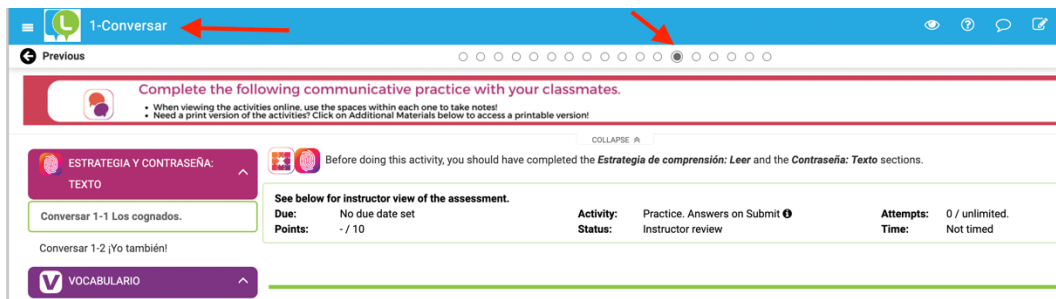 1-Conversar
Previous
Complete the following communicative practice with your classmates.
• When viewing the activities online, use the spaces within each one to take notes!
• Need a print version of the activities? Click on Additional Materials below to access a printable version!
COLLAPSE
ESTRATEGIA Y CONTRASEÑA:
TEXTO
Conversar 1-1 Los cognados.
Conversar 1-2 ¡Yo también!
V VOCABULARIO
Before doing this activity, you should have completed the Estrategia de comprensión: Leer and the Contraseña: Texto sections.
See below for instructor view of the assessment.
Due: No due date set Activity: Practice. Answers on Submit Attempts: 0 / unlimited.
Points: - / 10 Status: Instructor review Time: Not timed